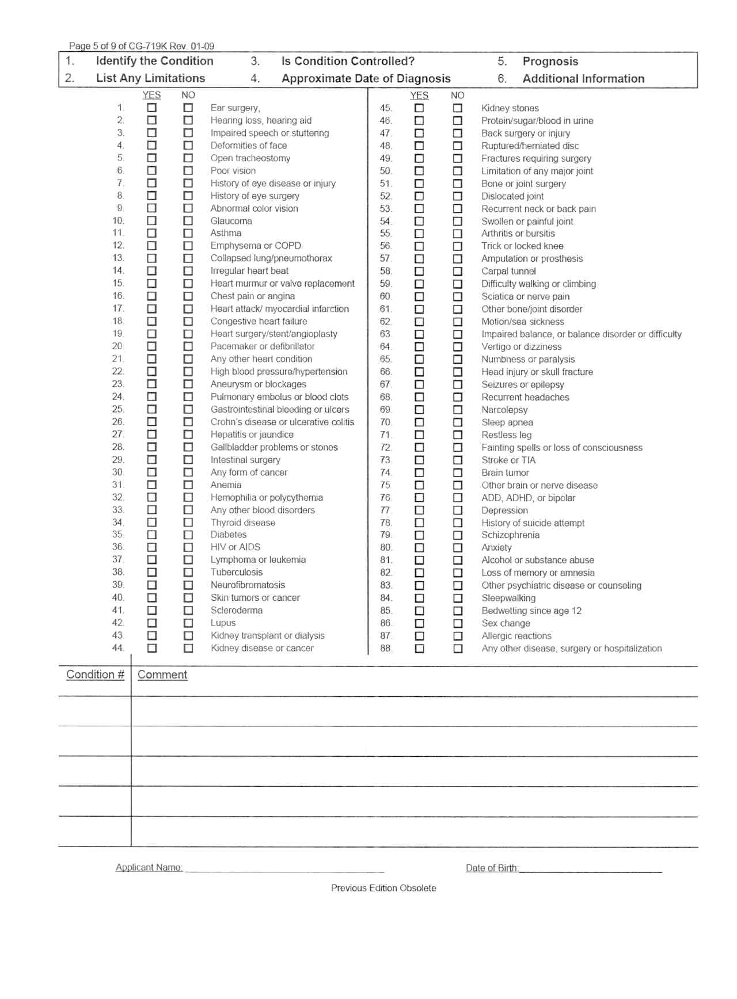 Page 5 of 9 of CG-719K Rev. 01-09
1. Identify the Condition 3. Is Condition Controlled? 5. Prognosis
2. List Any Limitations 4. Approximate Date of Diagnosis 6. Additional Information
YES NO
1. Ear surgery,
2. Hearing loss, hearing aid
3. Impaired speech or stuttering
4. Deformities of face
5. Open tracheostomy
6. Poor vision
7. History of eye disease or injury
8. History of eye surgery
9. Abnormal color vision
10. Glaucoma
11. Asthma
12. Emphysema or COPD
13. Collapsed lung/pneumothorax
14. Irregular heart beat
15. Heart murmur or valve replacement
16. Chest pain or angina
17. Heart attack/ myocardial infarction
18. Congestive heart failure
19. Heart surgery/stent/angioplasty
20. Pacemaker or defibrillator
21. Any other heart condition
22. High blood pressure/hypertension
23. Aneurysm or blockages
24. Pulmonary embolus or blood clots
25. Gastrointestinal bleeding or ulcers
26. Crohn's disease or ulcerative colitis
27. Hepatitis or jaundice
28. Gallbladder problems or stones
29. Intestinal surgery
30. Any form of cancer
31. Anemia
32. Hemophilia or polycythemia
33. Any other blood disorders
34. Thyroid disease
35. Diabetes
36. HIV or AIDS
37. Lymphoma or leukemia
38. Tuberculosis
39. Neurofibromatosis
40. Skin tumors or cancer
41. Scleroderma
42. Lupus
43. Kidney transplant or dialysis
44. Kidney disease or cancer
YES NO
45. Kidney stones
46. Protein/sugar/blood in urine
47. Back surgery or injury
48. Ruptured/herniated disc
49. Fractures requiring surgery
50. Limitation of any major joint
51. Bone or joint surgery
52. Dislocated joint
53. Recurrent neck or back pain
54. Swollen or painful joint
55. Arthritis or bursitis
56. Trick or locked knee
57. Amputation or prosthesis
58. Carpal tunnel
59. Difficulty walking or climbing
60. Sciatica or nerve pain
61. Other bone/joint disorder
62. Motion/sea sickness
63. Impaired balance, or balance disorder or difficulty
64. Vertigo or dizziness
65. Numbness or paralysis
66. Head injury or skull fracture
67. Seizures or epilepsy
68. Recurrent headaches
69. Narcolepsy
70. Sleep apnea
71. Restless leg
72. Fainting spells or loss of consciousness
73. Stroke or TIA
74. Brain tumor
75. Other brain or nerve disease
76. ADD, ADHD, or bipolar
77. Depression
78. History of suicide attempt
79. Schizophrenia
80. Anxiety
81. Alcohol or substance abuse
82. Loss of memory or amnesia
83. Other psychiatric disease or counseling
84. Sleepwalking
85. Bedwetting since age 12
86. Sex change
87. Allergic reactions
88. Any other disease, surgery or hospitalization
Condition # Comment
Applicant Name: Date of Birth:
Previous Edition Obsolete